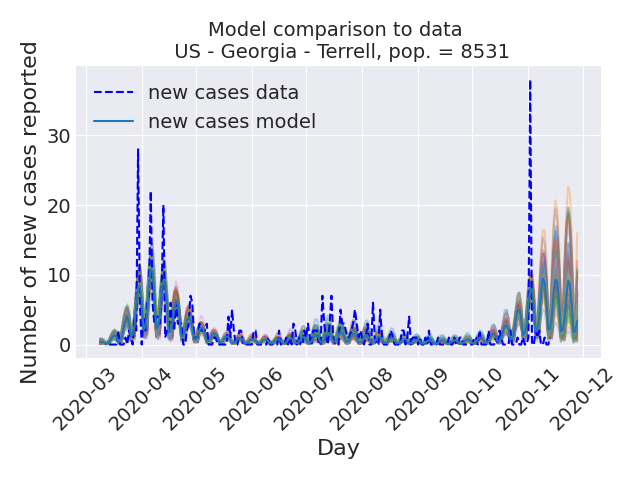 Model comparison to data
US - Georgia - Terrell, pop. = 8531
Number of new cases reported
new cases data
new cases model
30
20
10
0
2020-03
2020-04
2020-05
2020-06
2020-07
2020-08
2020-09
2020-10
2020-11
2020-12
Day